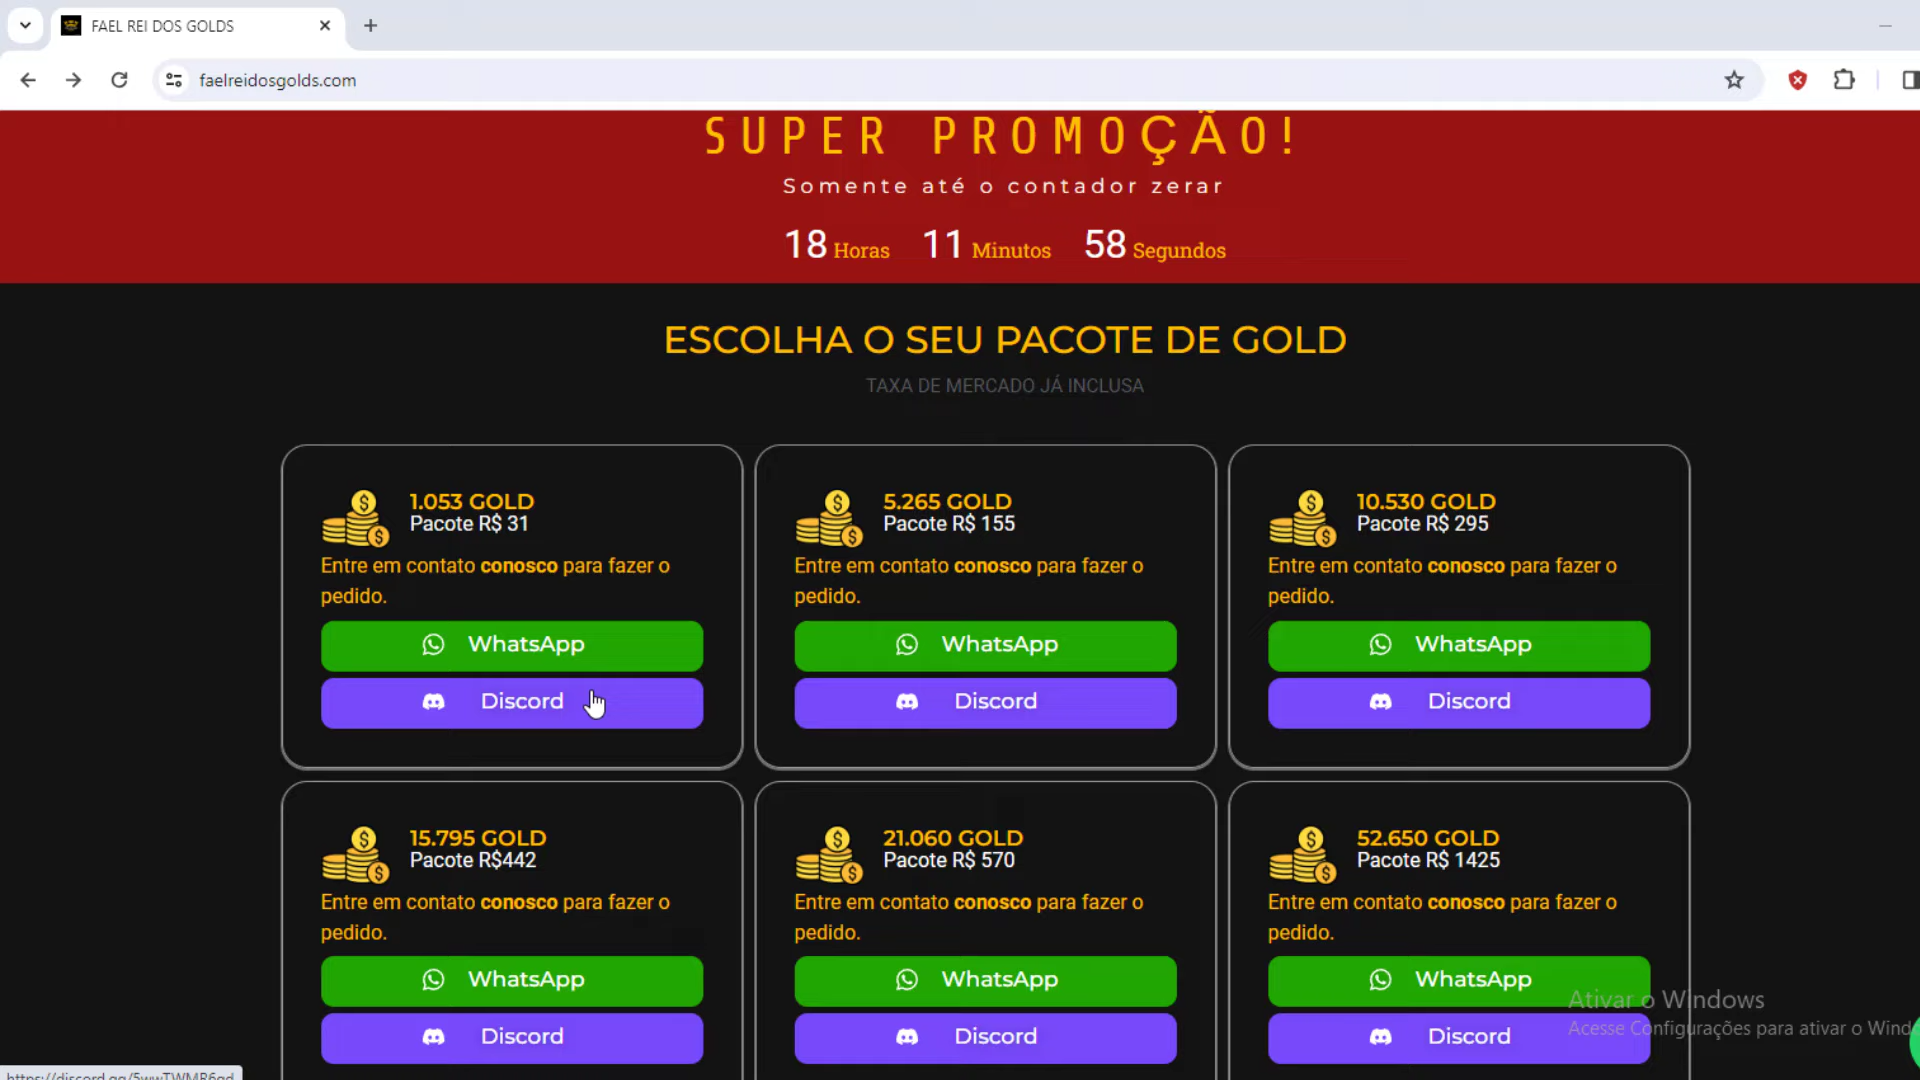 FAEL REI DOS GOLDS
faelreidosgolds.com
SUPER PROMOÇÃO!
Somente até o contador zerar
18 Horas 11 Minutos 58 Segundos
ESCOLHA O SEU PACOTE DE GOLD
TAXA DE MERCADO JÁ INCLUSA
1.053 GOLD
Pacote R$ 31
Entre em contato conosco para fazer o
pedido.
WhatsApp
Discord
5.265 GOLD
Pacote R$ 155
Entre em contato conosco para fazer o
pedido.
WhatsApp
Discord
10.530 GOLD
Pacote R$ 295
Entre em contato conosco para fazer o
pedido.
WhatsApp
Discord
15.795 GOLD
Pacote R$442
Entre em contato conosco para fazer o
pedido.
WhatsApp
Discord
21.060 GOLD
Pacote R$ 570
Entre em contato conosco para fazer o
pedido.
WhatsApp
Discord
52.650 GOLD
Pacote R$ 1425
Entre em contato conosco para fazer o
pedido.
WhatsApp
Discord
Ativar o Windows
Acesse Configurações para ativar o Wind